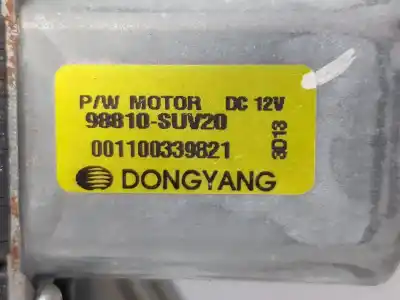 P/W MOTOR DC 12V
98810-SUV20
001100339821
3D13
DONGYANG